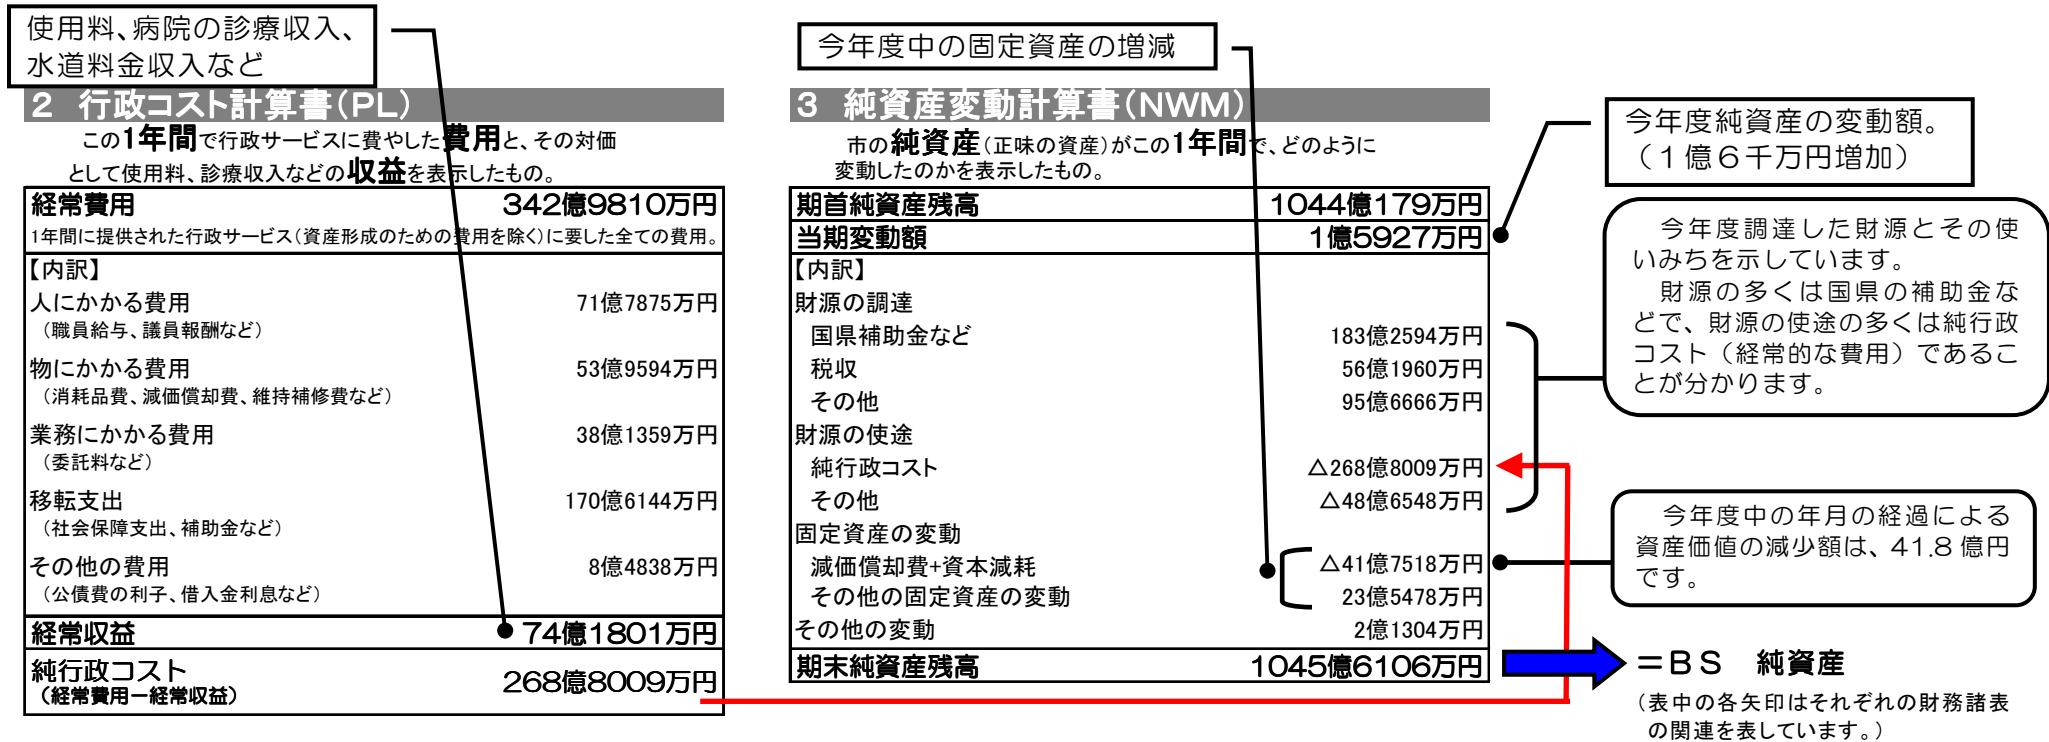 使用料、病院の診療収入、
水道料金収入など
2 行政コスト計算書(PL)
この1年間で行政サービスに費やした費用と、その対価
として使用料、診療収入などの収益を表示したもの。
経常費用 342億9810万円
1年間に提供された行政サービス(資産形成のための費用を除く)に要した全ての費用。
【内訳】
人にかかる費用 71億7875万円
(職員給与、議員報酬など)
物にかかる費用 53億9594万円
(消耗品費、減価償却費、維持補修費など)
業務にかかる費用 38億1359万円
(委託料など)
移転支出 170億6144万円
(社会保障支出、補助金など)
その他の費用 8億4838万円
(公債費の利子、借入金利息など)
経常収益 74億1801万円
純行政コスト 268億8009万円
(経常費用ー経常収益)
今年度中の固定資産の増減
3 純資産変動計算書(NWM)
市の純資産(正味の資産)がこの1年間で、どのように
変動したのかを表示したもの。
期首純資産残高 1044億179万円
当期変動額 1億5927万円
【内訳】
財源の調達
国県補助金など 183億2594万円
税収 56億1960万円
その他 95億6666万円
財源の使途
純行政コスト △268億8009万円
その他 △48億6548万円
固定資産の変動
減価償却費+資本減耗 △41億7518万円
その他の固定資産の変動 23億5478万円
その他の変動 2億1304万円
期末純資産残高 1045億6106万円
今年度純資産の変動額。
(1億6千万円増加)
今年度調達した財源とその使
いみちを示しています。
財源の多くは国県の補助金な
どで、財源の使途の多くは純行政
コスト(経常的な費用)であるこ
とが分かります。
今年度中の年月の経過による
資産価値の減少額は、41.8億円
です。
=BS 純資産
(表中の各矢印はそれぞれの財務諸表
の関連を表しています。)